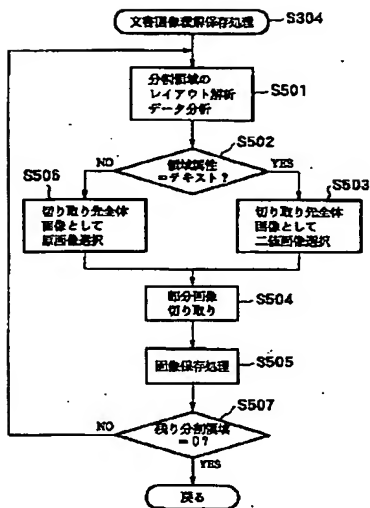 文書画像裁断保存処理
S304
分割領域の
レイアウト解析
データ分析
S501
S502
領域属性
=テキスト?
NO
YES
S506
切り取り先全体
画像として
原画像選択
S503
切り取り先全体
画像として
二値画像選択
部分画像
切り取り
S504
画像保存処理
S505
S507
残り分割領域
=0?
NO
YES
戻る